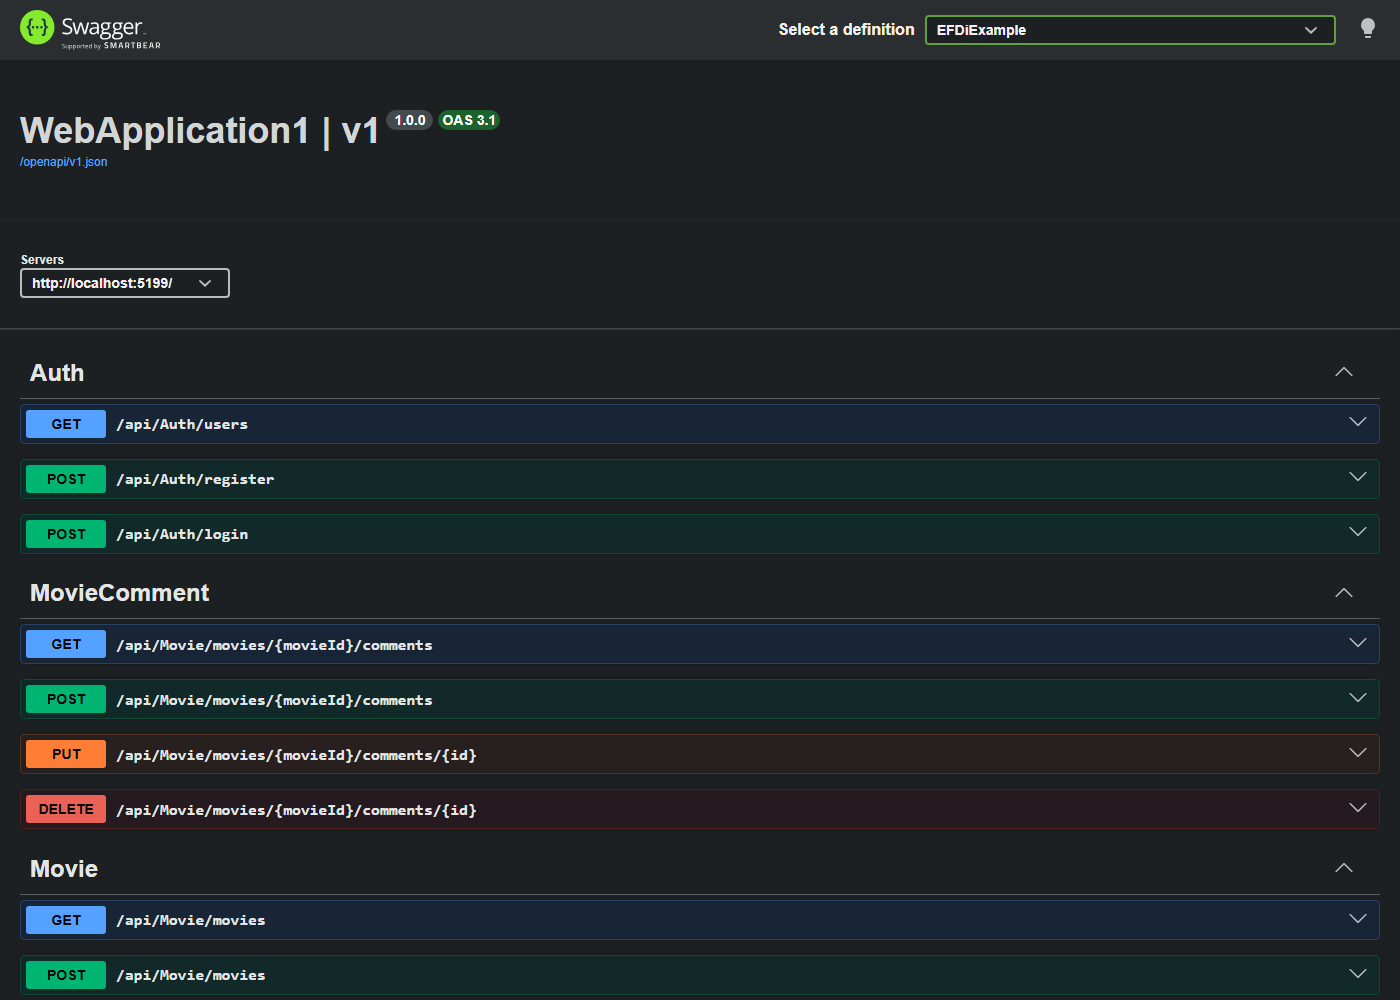 Swagger
Supported by SMARTBEAR
Select a definition
EFDiExample
WebApplication1 | v1 1.0.0 OAS 3.1
/openapi/v1.json
Servers
http://localhost:5199/
Auth
GET /api/Auth/users
POST /api/Auth/register
POST /api/Auth/login
MovieComment
GET /api/Movie/movies/{movieId}/comments
POST /api/Movie/movies/{movieId}/comments
PUT /api/Movie/movies/{movieId}/comments/{id}
DELETE /api/Movie/movies/{movieId}/comments/{id}
Movie
GET /api/Movie/movies
POST /api/Movie/movies